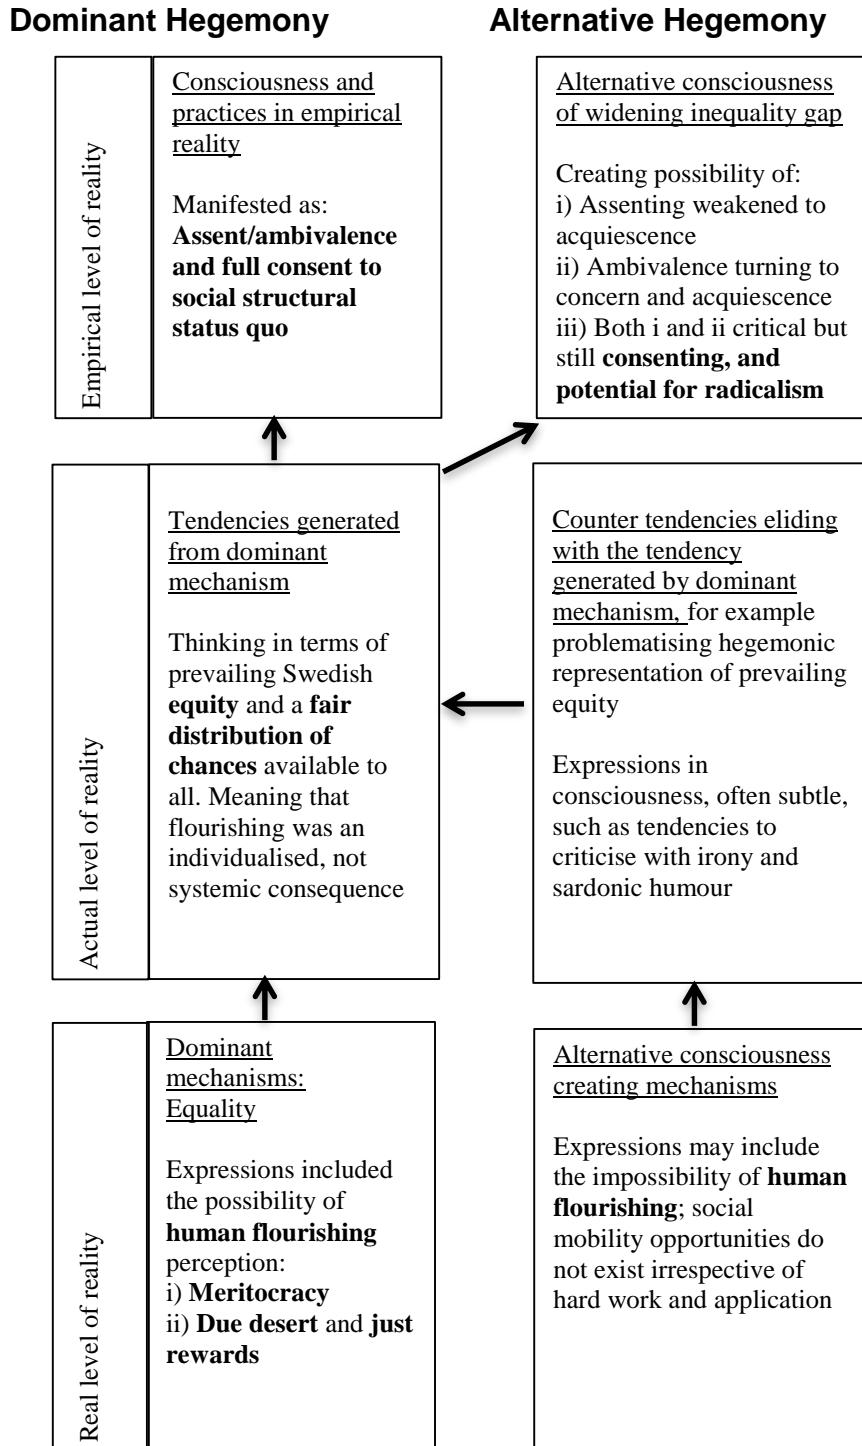 Dominant Hegemony
Alternative Hegemony
Empirical level of reality
Consciousness and
practices in empirical
reality
Manifested as:
Assent/ambivalence
and full consent to
social structural
status quo
Alternative consciousness
of widening inequality gap
Creating possibility of:
i) Assenting weakened to
acquiescence
ii) Ambivalence turning to
concern and acquiescence
iii) Both i and ii critical but
still consenting, and
potential for radicalism
Actual level of reality
Tendencies generated
from dominant
mechanism
Thinking in terms of
prevailing Swedish
equity and a fair
distribution of
chances available to
all. Meaning that
flourishing was an
individualised, not
systemic consequence
Counter tendencies eliding
with the tendency
generated by dominant
mechanism, for example
problematising hegemonic
representation of prevailing
equity
Expressions in
consciousness, often subtle,
such as tendencies to
criticise with irony and
sardonic humour
Real level of reality
Dominant
mechanisms:
Equality
Expressions included
the possibility of
human flourishing
perception:
i) Meritocracy
ii) Due desert and just
rewards
Alternative consciousness
creating mechanisms
Expressions may include
the impossibility of human
flourishing; social
mobility opportunities do
not exist irrespective of
hard work and application